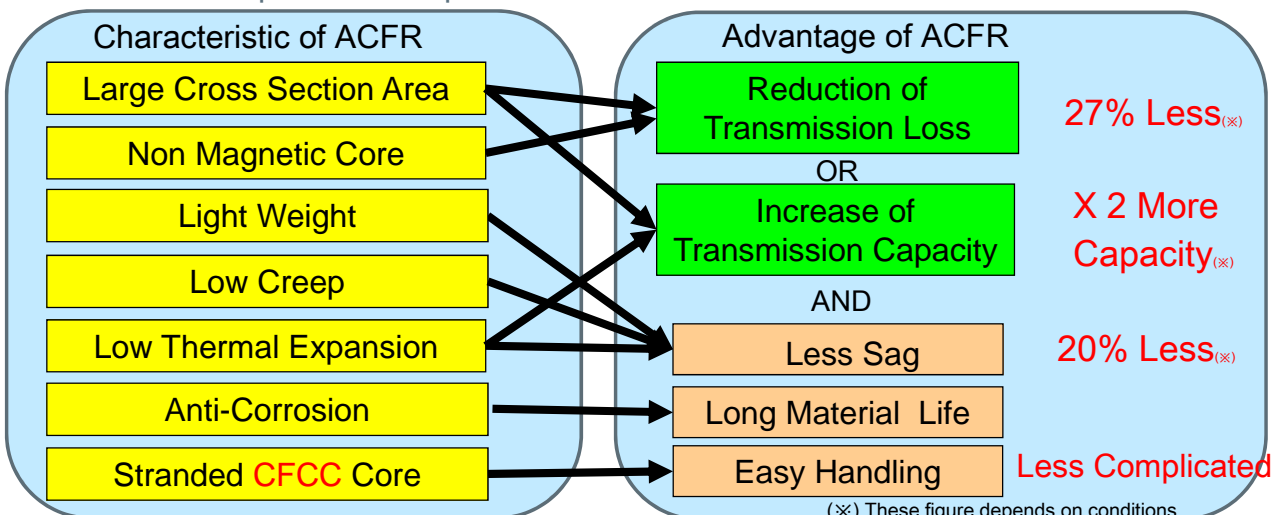 Characteristic of ACFR
Large Cross Section Area
Non Magnetic Core
Light Weight
Low Creep
Low Thermal Expansion
Anti-Corrosion
Stranded CFCC Core
Advantage of ACFR
Reduction of
Transmission Loss
27% Less(※)
OR
Increase of
Transmission Capacity
X 2 More
Capacity(※)
AND
Less Sag
20% Less(※)
Long Material Life
Easy Handling
Less Complicated
(※) These figure depends on conditions